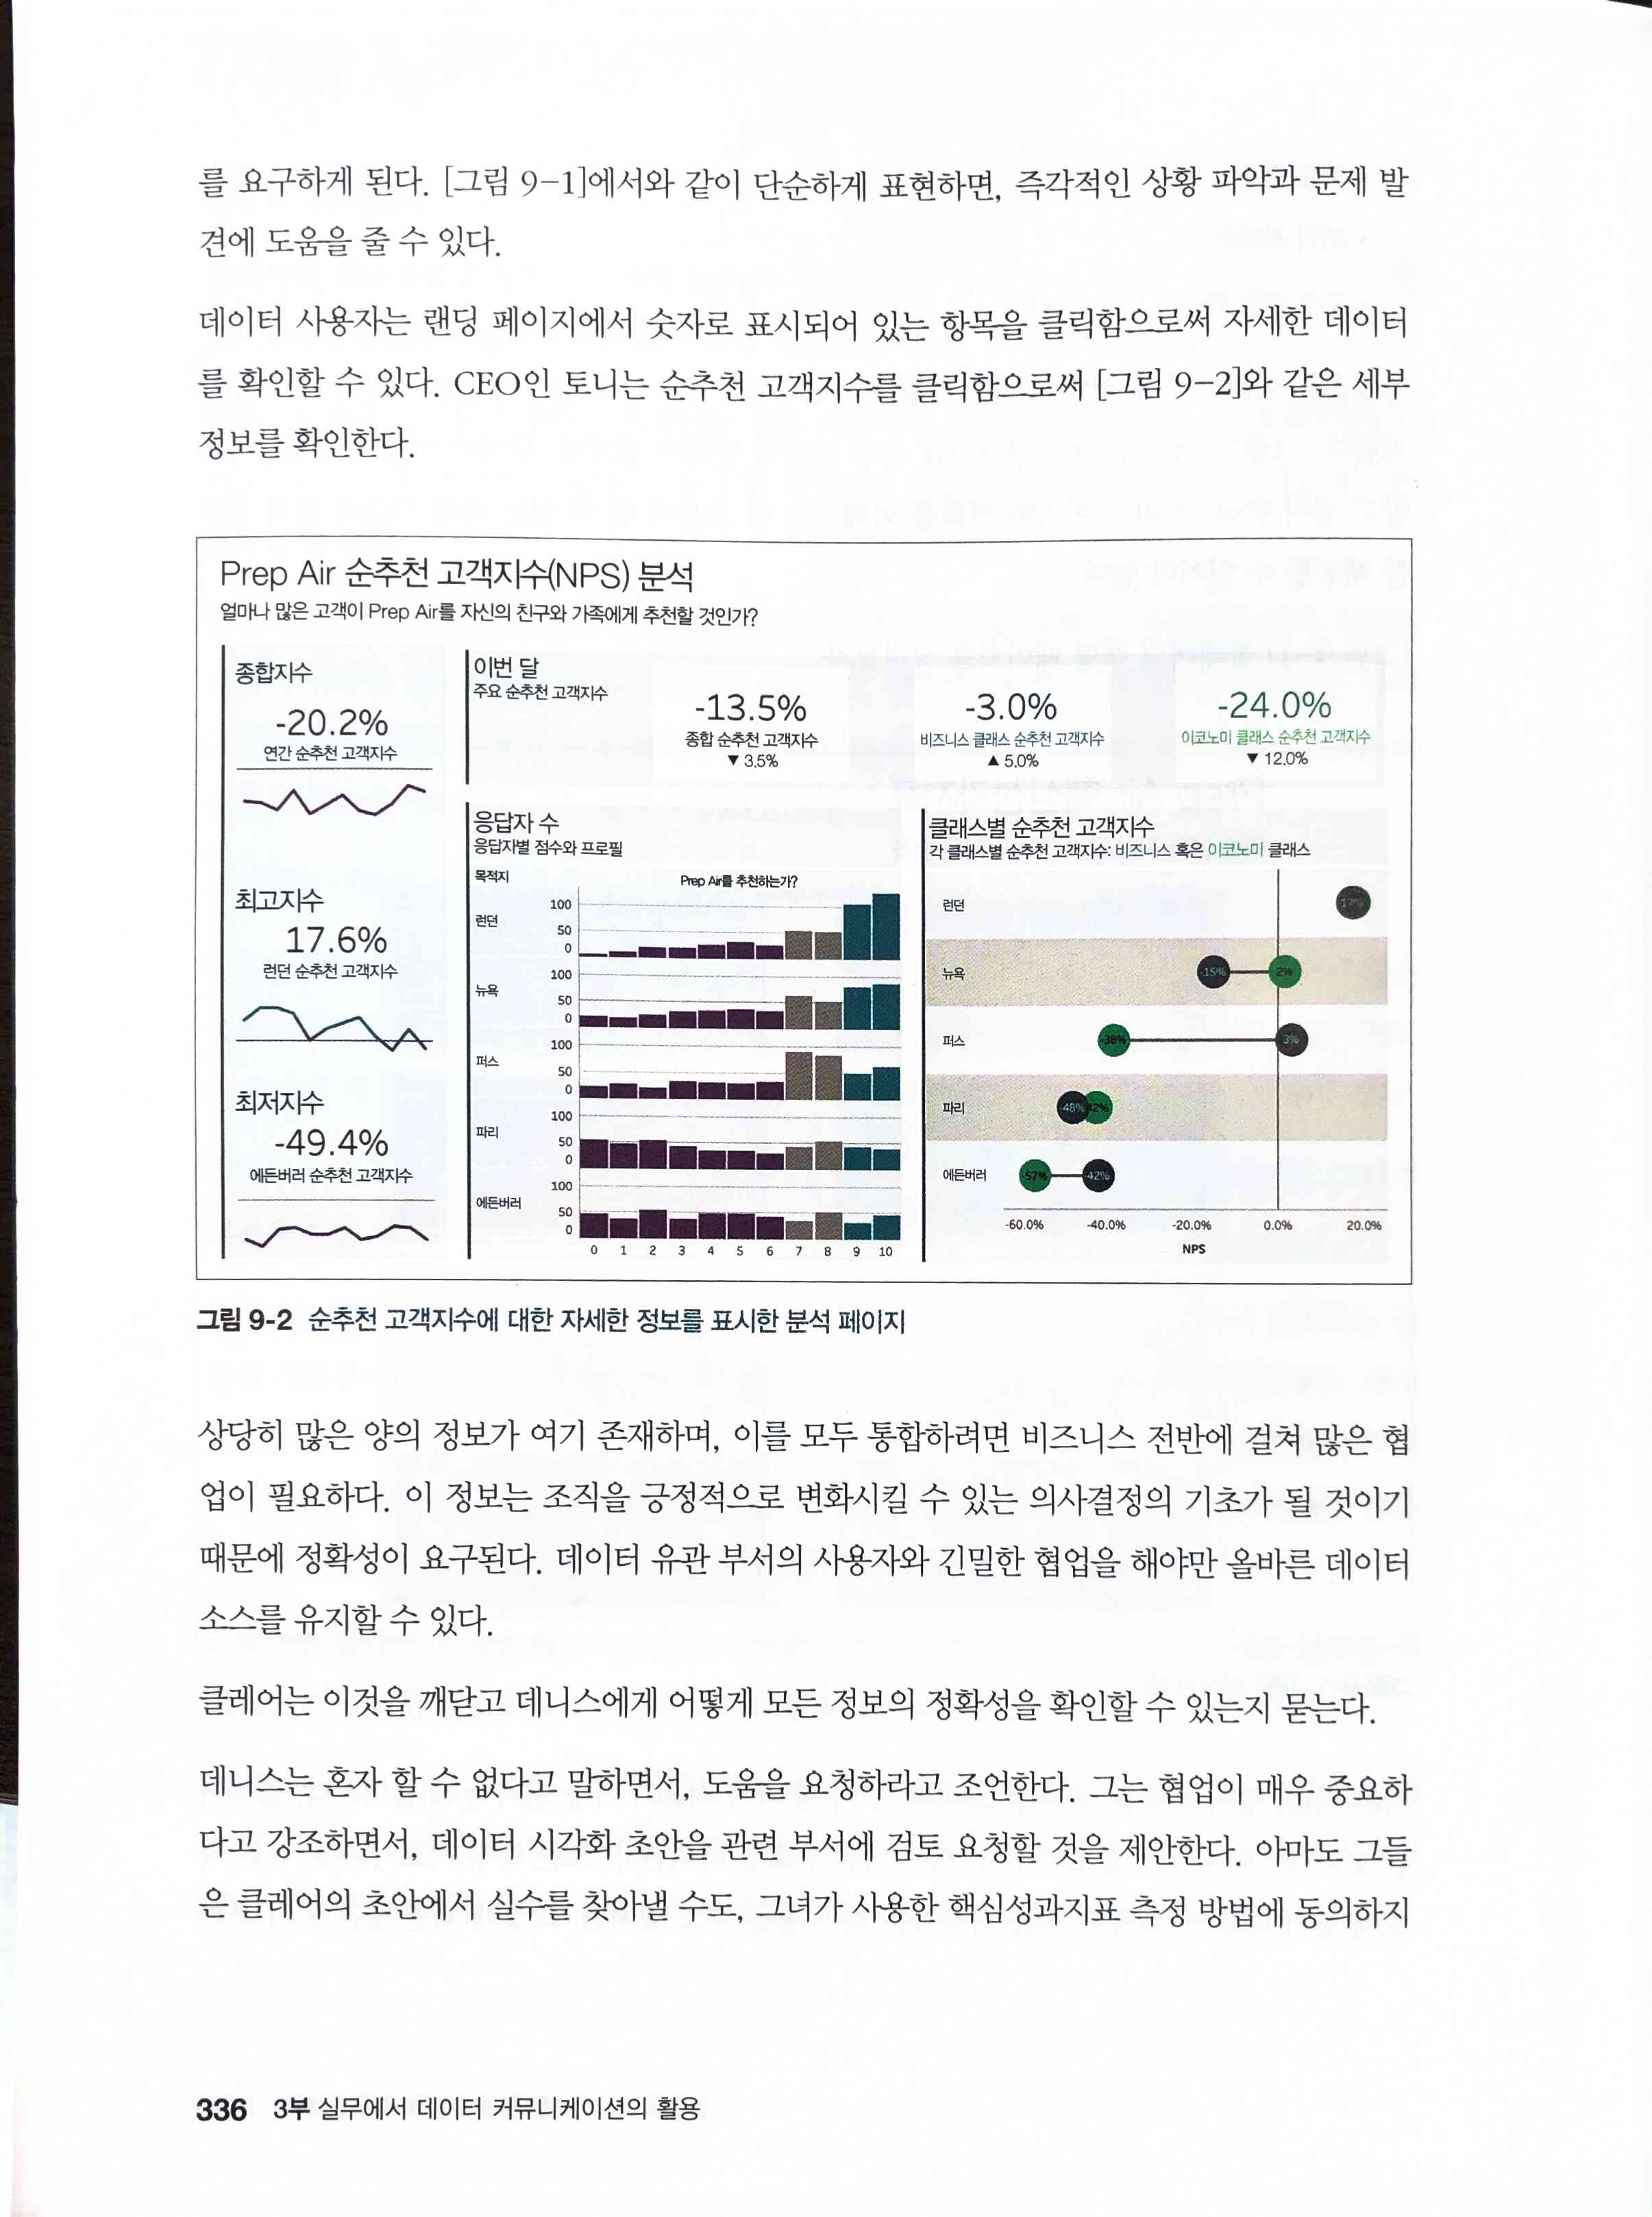 를 요구하게 된다. [그림 9-1]에서와 같이 단순하게 표현하면, 즉각적인 상황 파악과 문제 발
견에 도움을 줄 수 있다.
데이터 사용자는 랜딩 페이지에서 숫자로 표시되어 있는 항목을 클릭함으로써 자세한 데이터
를 확인할 수 있다. CEO인 토니는 순추천 고객지수를 클릭함으로써 [그림 9-2]와 같은 세부
정보를 확인한다.
Prep Air 순추천 고객지수(NPS) 분석
얼마나 많은 고객이 Prep Air를 자신의 친구와 가족에게 추천할 것인가?
종합지수
-20.2%
연간 순추천 고객지수
최고지수
17.6%
런던 순추천 고객지수
최저지수
-49.4%
에든버러 순추천 고객지수
이번 달
주요 순추천 고객지수
-13.5%
종합 순추천 고객지수
▼ 3.5%
-3.0%
비즈니스 클래스 순추천 고객지수
▲ 5.0%
-24.0%
이코노미 클래스 순추천 고객지수
▼ 12.0%
응답자 수
응답자별 점수와 프로필
목적지
Prep Air를 추천하는가?
런던
100
50
0
뉴욕
100
50
0
퍼스
100
50
0
파리
100
50
0
에든버러
100
50
0
0 1 2 3 4 5 6 7 8 9 10
클래스별 순추천 고객지수
각 클래스별 순추천 고객지수: 비즈니스 혹은 이코노미 클래스
런던
17%
뉴욕
-15% 2%
퍼스
-38% 3%
파리
-48%
에든버러
-57% -42%
-60.0% -40.0% -20.0% 0.0% 20.0%
NPS
그림 9-2 순추천 고객지수에 대한 자세한 정보를 표시한 분석 페이지
상당히 많은 양의 정보가 여기 존재하며, 이를 모두 통합하려면 비즈니스 전반에 걸쳐 많은 협
업이 필요하다. 이 정보는 조직을 긍정적으로 변화시킬 수 있는 의사결정의 기초가 될 것이기
때문에 정확성이 요구된다. 데이터 유관 부서의 사용자와 긴밀한 협업을 해야만 올바른 데이터
소스를 유지할 수 있다.
클레어는 이것을 깨닫고 데니스에게 어떻게 모든 정보의 정확성을 확인할 수 있는지 묻는다.
데니스는 혼자 할 수 없다고 말하면서, 도움을 요청하라고 조언한다. 그는 협업이 매우 중요하
다고 강조하면서, 데이터 시각화 초안을 관련 부서에 검토 요청할 것을 제안한다. 아마도 그들
은 클레어의 초안에서 실수를 찾아낼 수도, 그녀가 사용한 핵심성과지표 측정 방법에 동의하지
336 3부 실무에서 데이터 커뮤니케이션의 활용